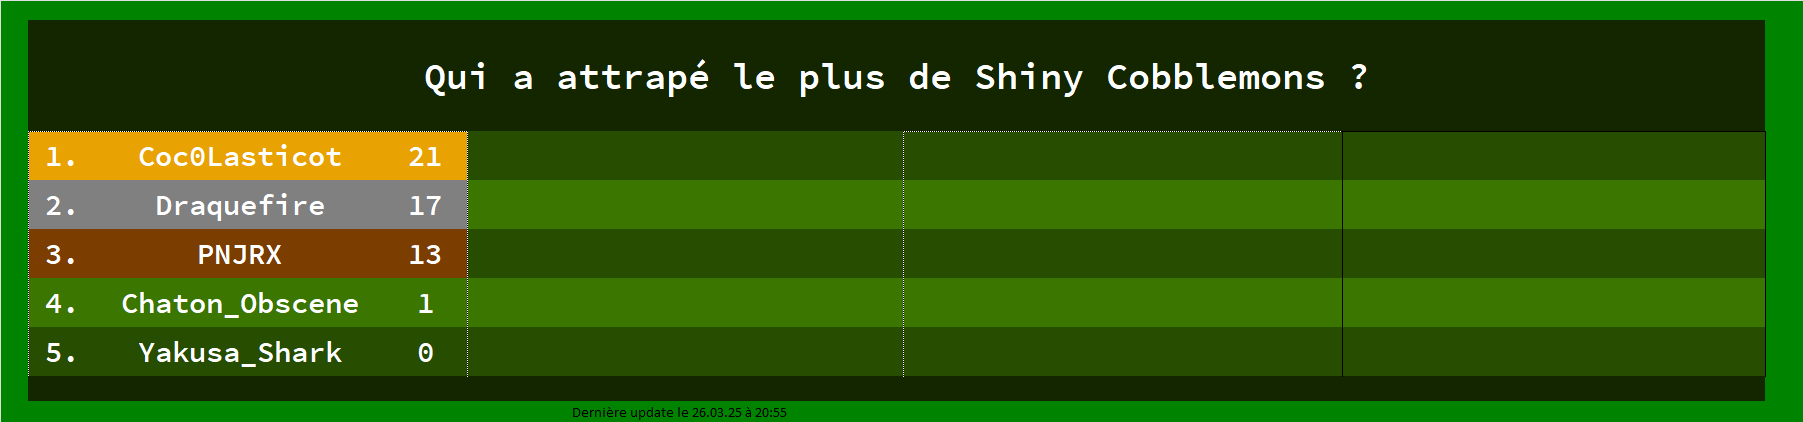 Qui a attrapé le plus de Shiny Cobblemons ?
1. Coc0Lasticot 21
2. Draquefire 17
3. PNJRX 13
4. Chaton_Obscene 1
5. Yakusa_Shark 0
Dernière update le 26.03.25 à 20:55